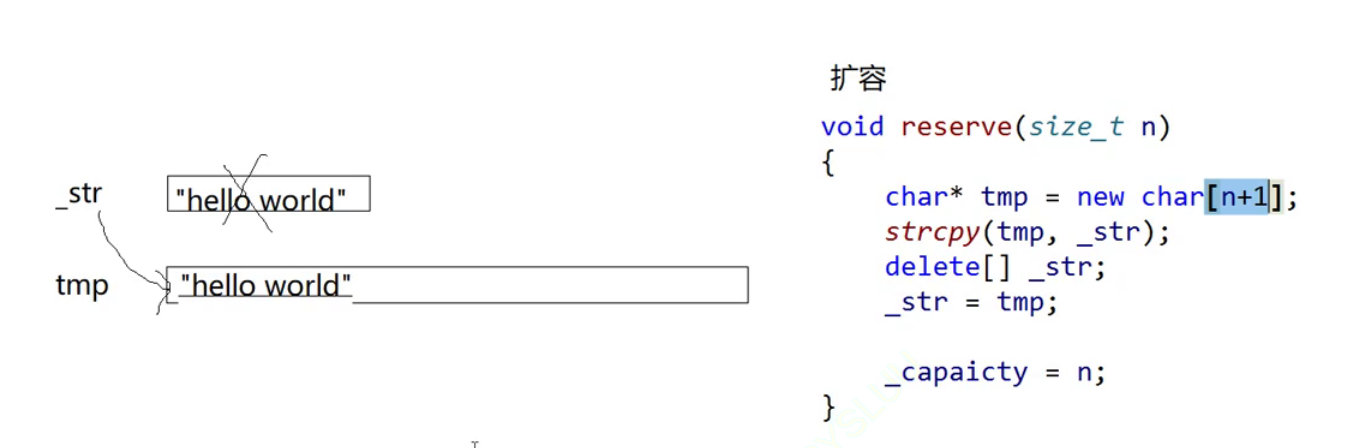 _str
"hello world"
tmp
"hello world"
扩容
void reserve(size_t n)
{
char* tmp = new char[n+1];
strcpy(tmp, _str);
delete[] _str;
_str = tmp;
_capaicty = n;
}